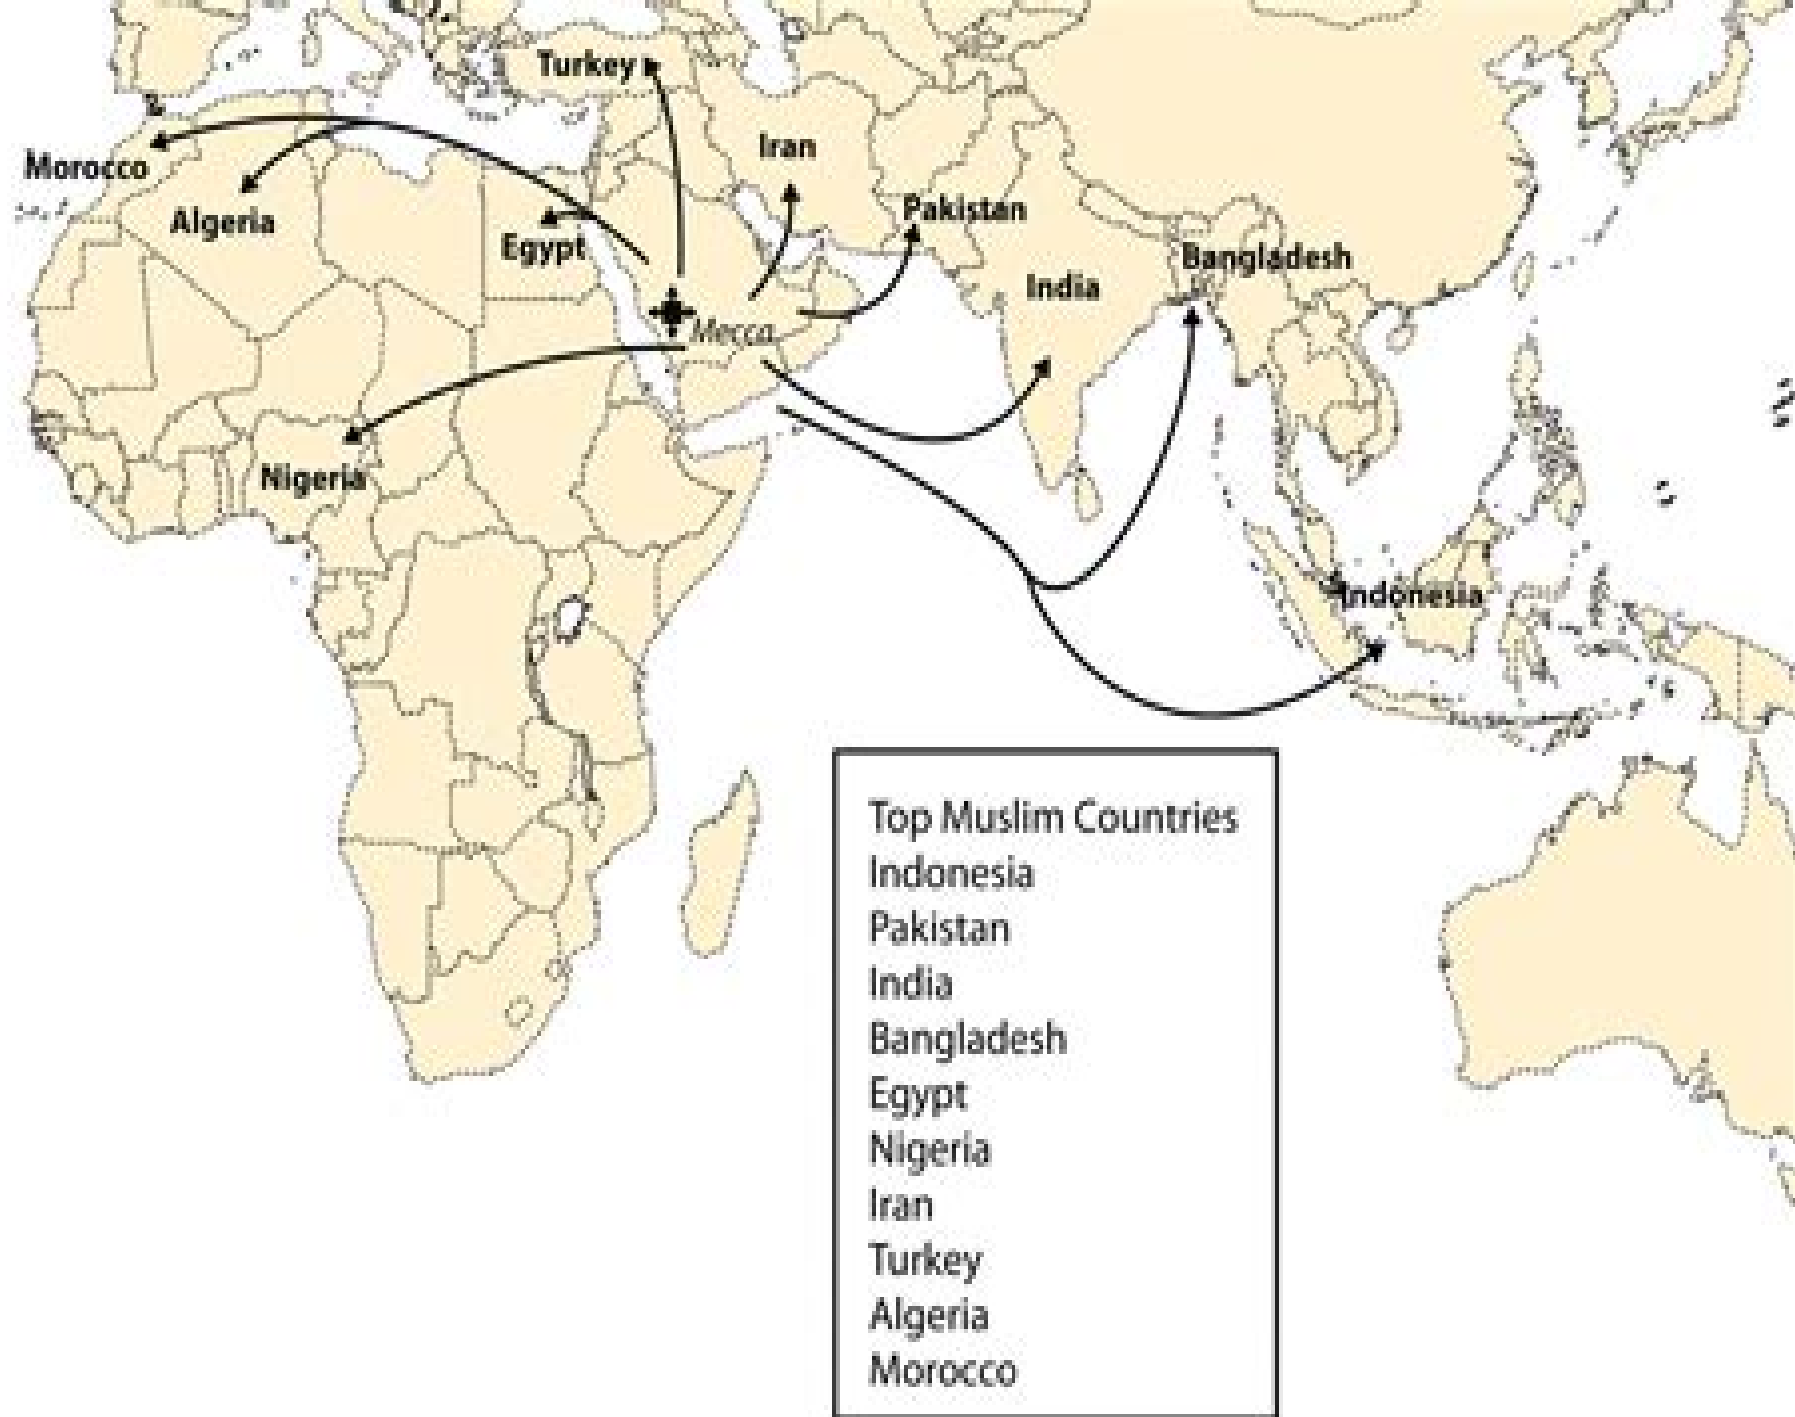 Turkey
Iran
Morocco
Pakistan
Algeria
Egypt
Bangladesh
India
Mecca
Nigeria
Indonesia
Top Muslim Countries
Indonesia
Pakistan
India
Bangladesh
Egypt
Nigeria
Iran
Turkey
Algeria
Morocco